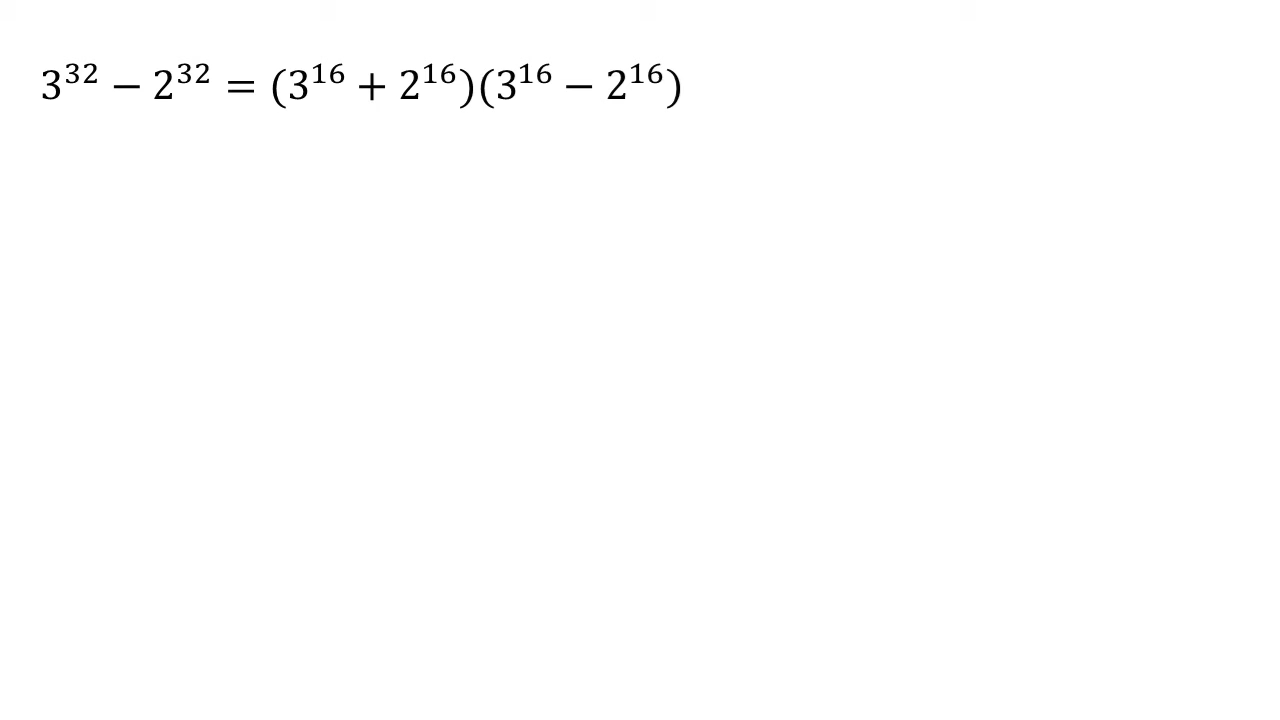 3³² − 2³² = (3¹⁶ + 2¹⁶)(3¹⁶ − 2¹⁶)